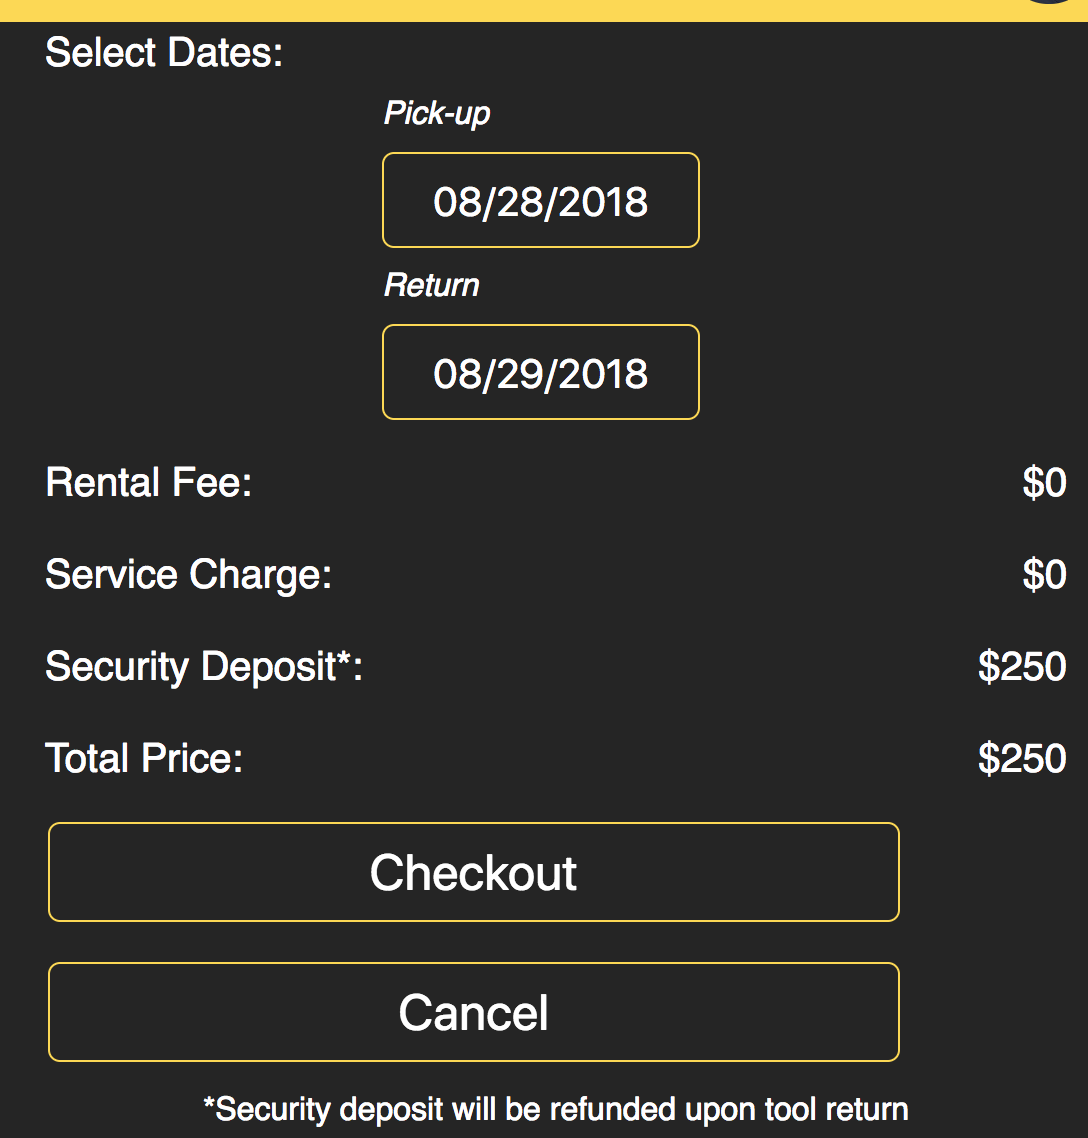 Select Dates:
Pick-up
08/28/2018
Return
08/29/2018
Rental Fee: $0
Service Charge: $0
Security Deposit*: $250
Total Price: $250
Checkout
Cancel
*Security deposit will be refunded upon tool return